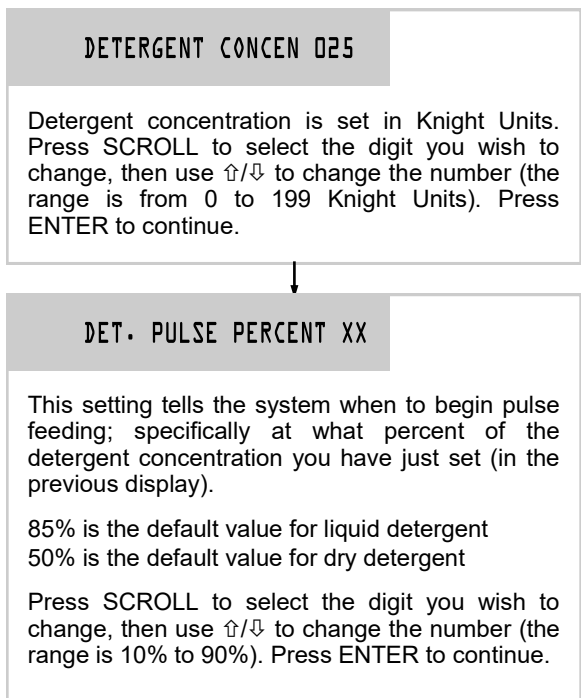 DETERGENT CONCEN 025
Detergent concentration is set in Knight Units.
Press SCROLL to select the digit you wish to
change, then use ⇧/⇩ to change the number (the
range is from 0 to 199 Knight Units). Press
ENTER to continue.
DET. PULSE PERCENT XX
This setting tells the system when to begin pulse
feeding; specifically at what percent of the
detergent concentration you have just set (in the
previous display).
85% is the default value for liquid detergent
50% is the default value for dry detergent
Press SCROLL to select the digit you wish to
change, then use ⇧/⇩ to change the number (the
range is 10% to 90%). Press ENTER to continue.